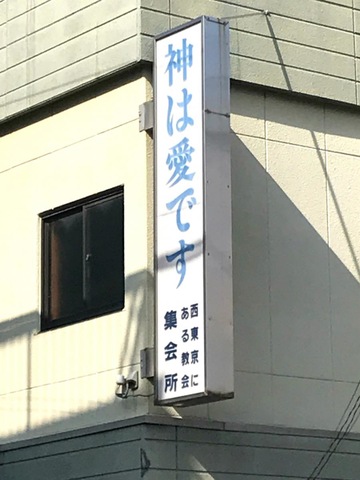 神は愛です
西東京に
ある教会
集会所